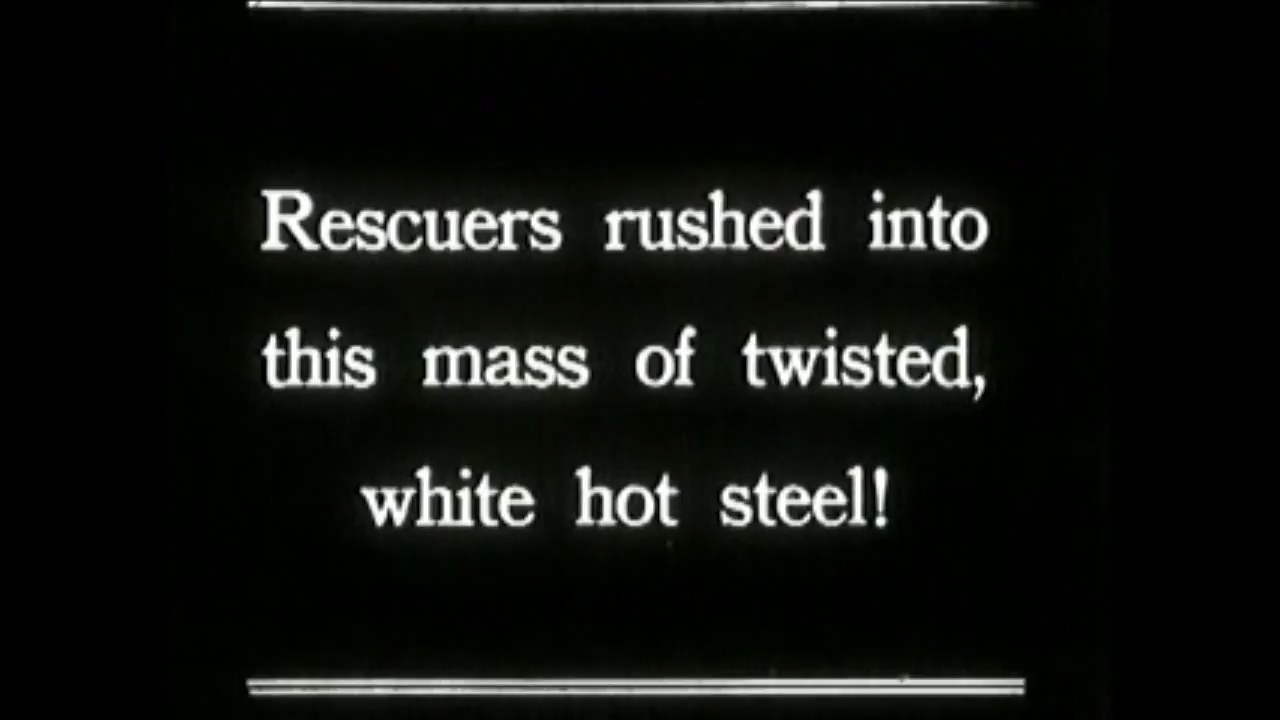 Rescuers rushed into
this mass of twisted,
white hot steel!